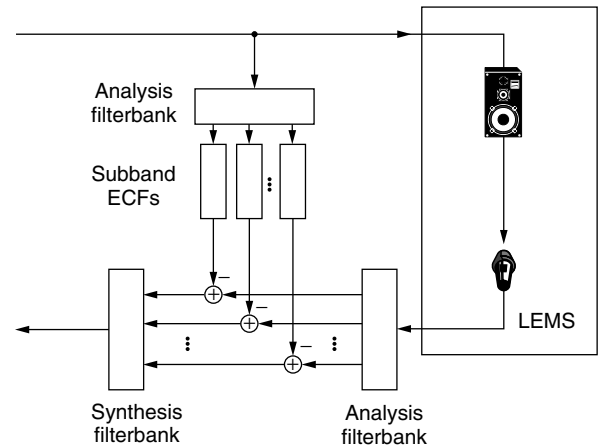 Analysis
filterbank
Subband
ECFs
LEMS
Synthesis
filterbank
Analysis
filterbank